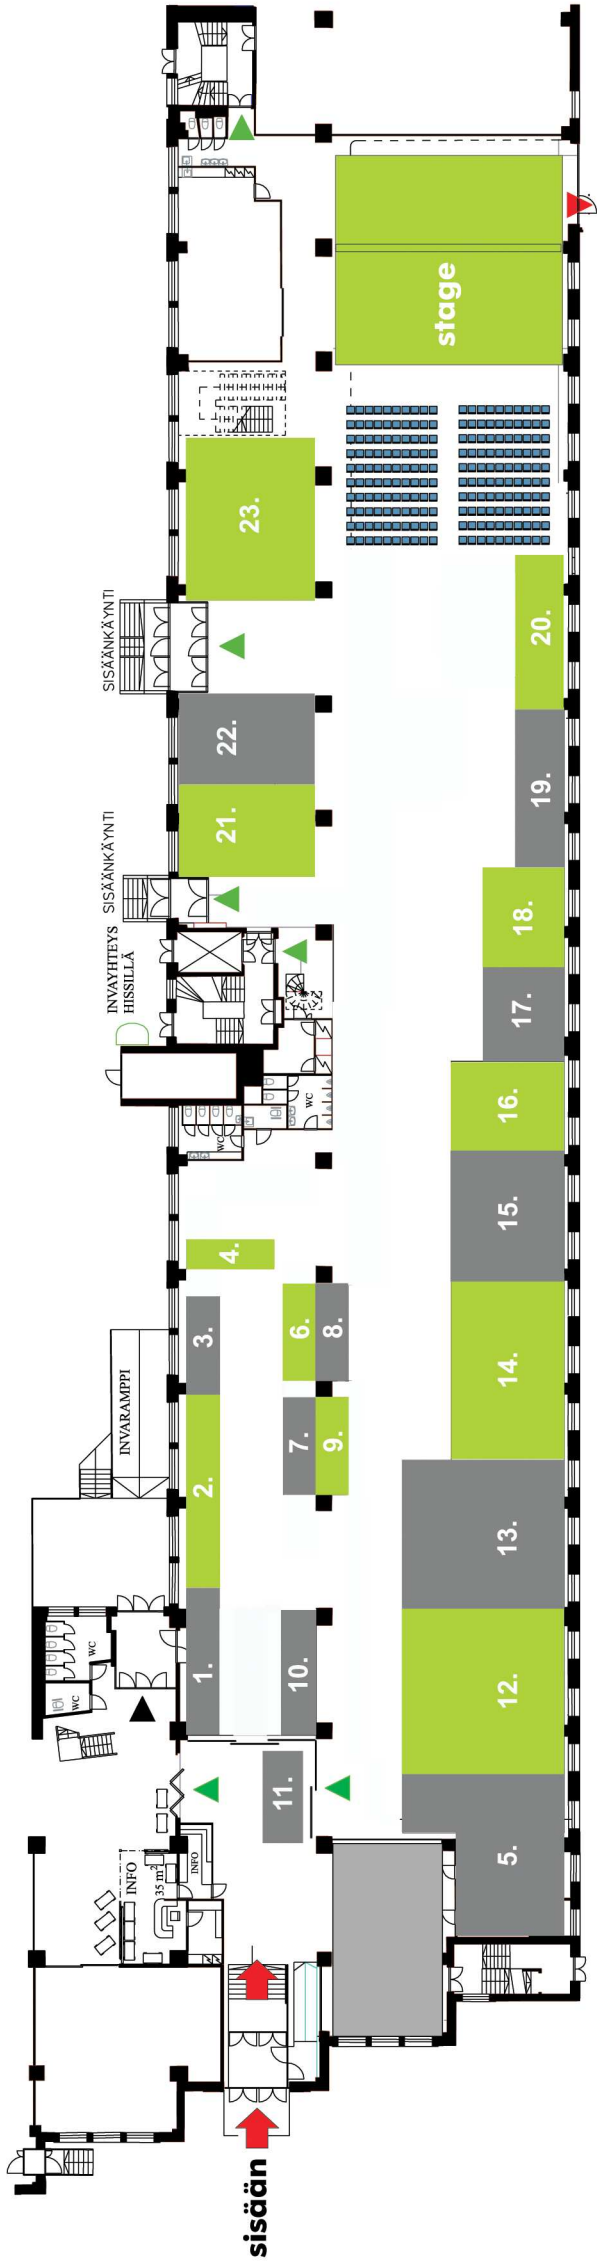 SISÄÄNKÄYNTI
SISÄÄNKÄYNTI
INVAYHTEYS
HISSILLÄ
INVARAMPPI
stage
23.
22.
21.
20.
19.
18.
17.
16.
15.
14.
13.
12.
5.
4.
3.
2.
1.
6.
8.
7.
9.
10.
11.
WC
WC
WC
WC
INFO
35 m²
INFO
sisään